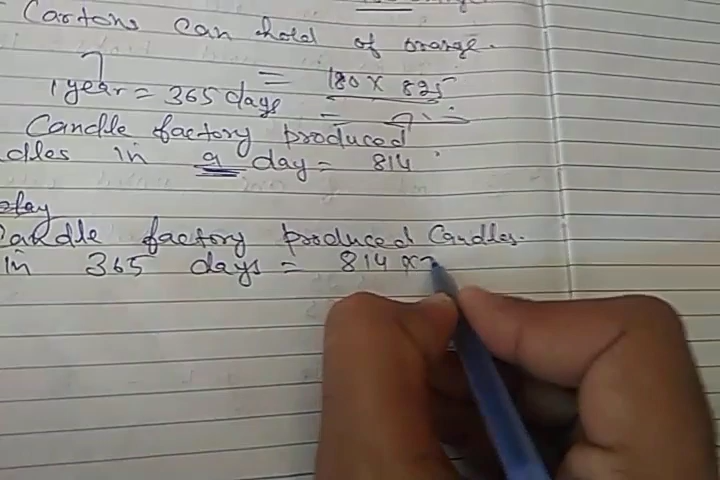 Cartons can hold of orange.
= 180 x 825
1 year = 365 days =
Candle factory produced
dles in a day = 814
Candle factory produced Candles.
in 365 days = 814 x